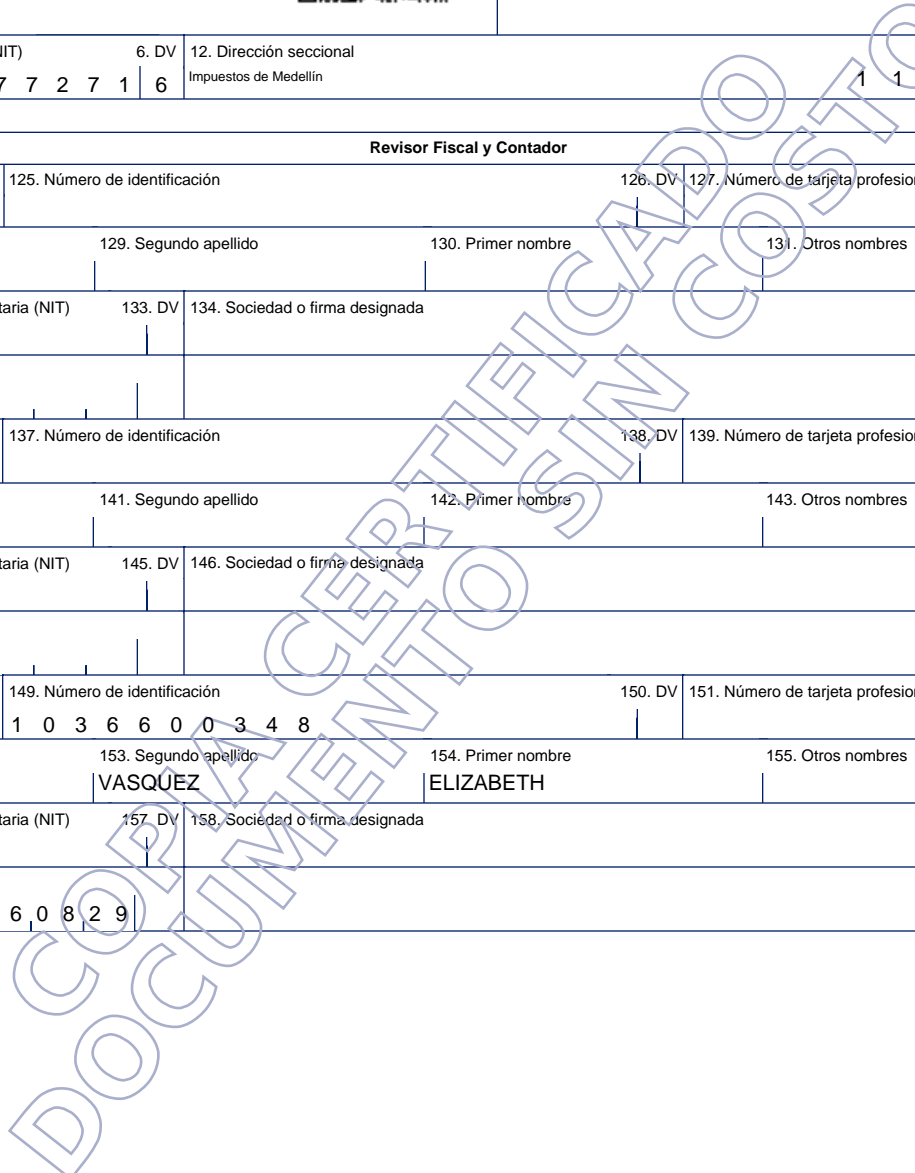 IT) 6. DV 12. Dirección seccional
7 7 2 7 1 6 Impuestos de Medellín 1 1
Revisor Fiscal y Contador
125. Número de identificación 126. DV 127. Número de tarjeta profesion
129. Segundo apellido 130. Primer nombre 131. Otros nombres
taria (NIT) 133. DV 134. Sociedad o firma designada
137. Número de identificación 138. DV 139. Número de tarjeta profesion
141. Segundo apellido 142. Primer nombre 143. Otros nombres
taria (NIT) 145. DV 146. Sociedad o firma designada
149. Número de identificación 150. DV 151. Número de tarjeta profesion
1 0 3 6 6 0 0 3 4 8
153. Segundo apellido 154. Primer nombre 155. Otros nombres
VASQUEZ ELIZABETH
taria (NIT) 157. DV 158. Sociedad o firma designada
6 0 8 2 9
COPIA CERTIFICADO
DOCUMENTO SIN COSTO